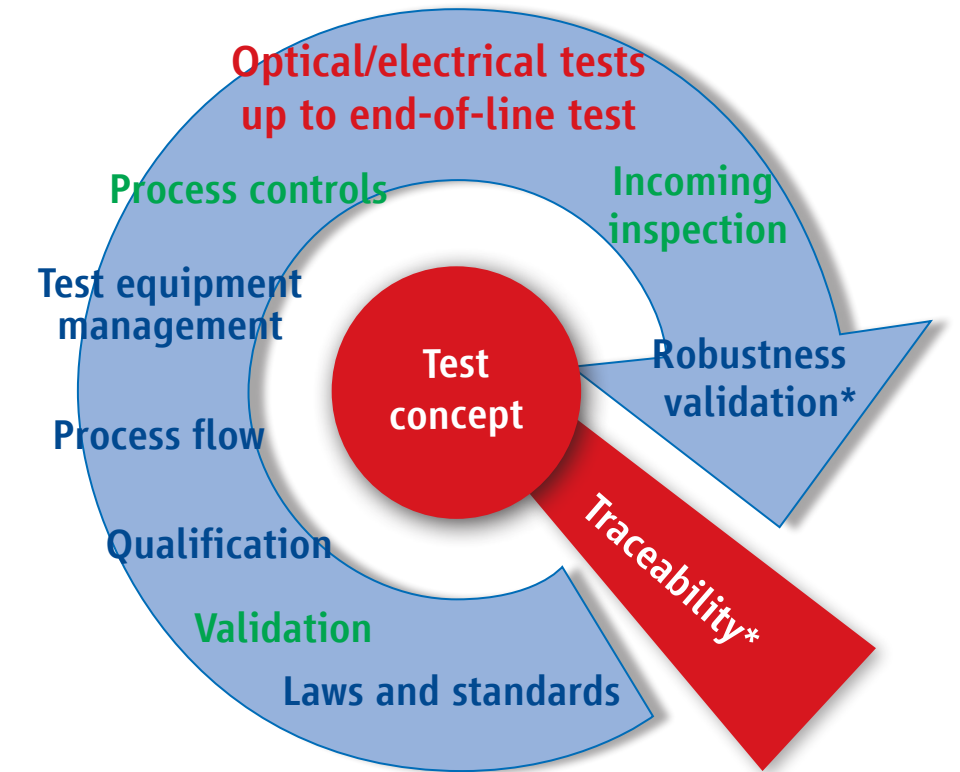 Optical/electrical tests
up to end-of-line test
Process controls
Incoming
inspection
Test equipment
management
Test
concept
Robustness
validation*
Process flow
Qualification
Traceability*
Validation
Laws and standards